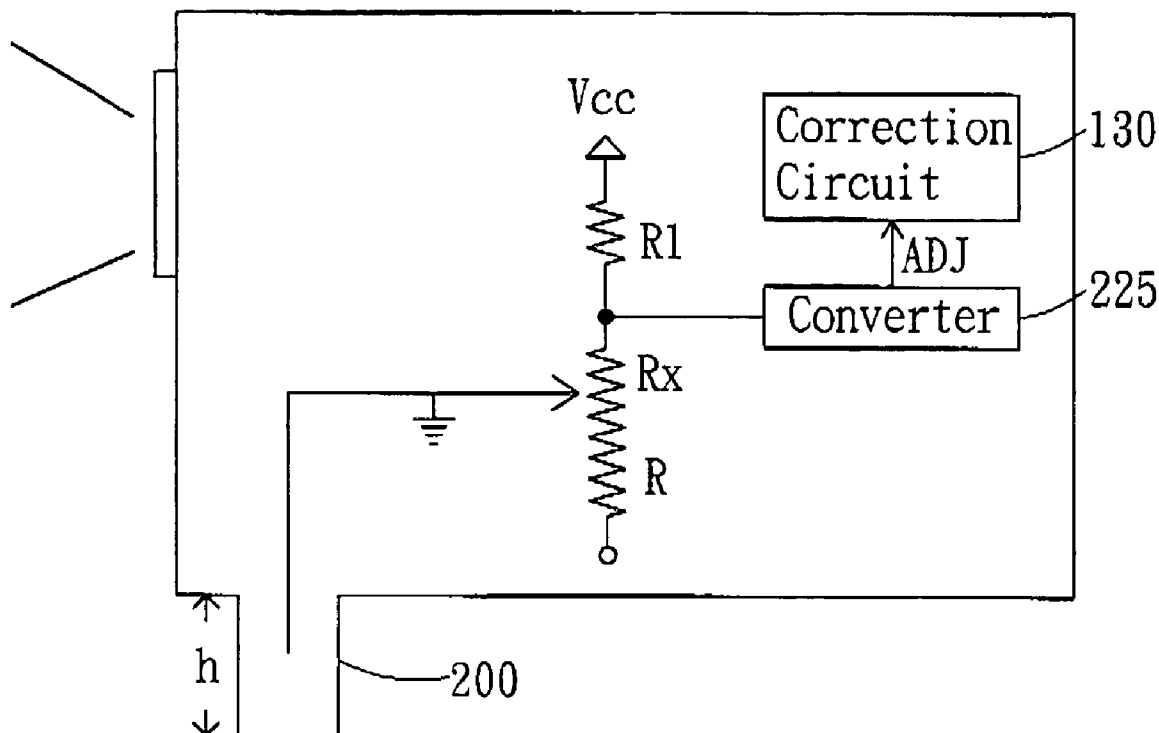 Vcc
Correction
Circuit
130
R1
ADJ
225
Converter
Rx
R
h
200